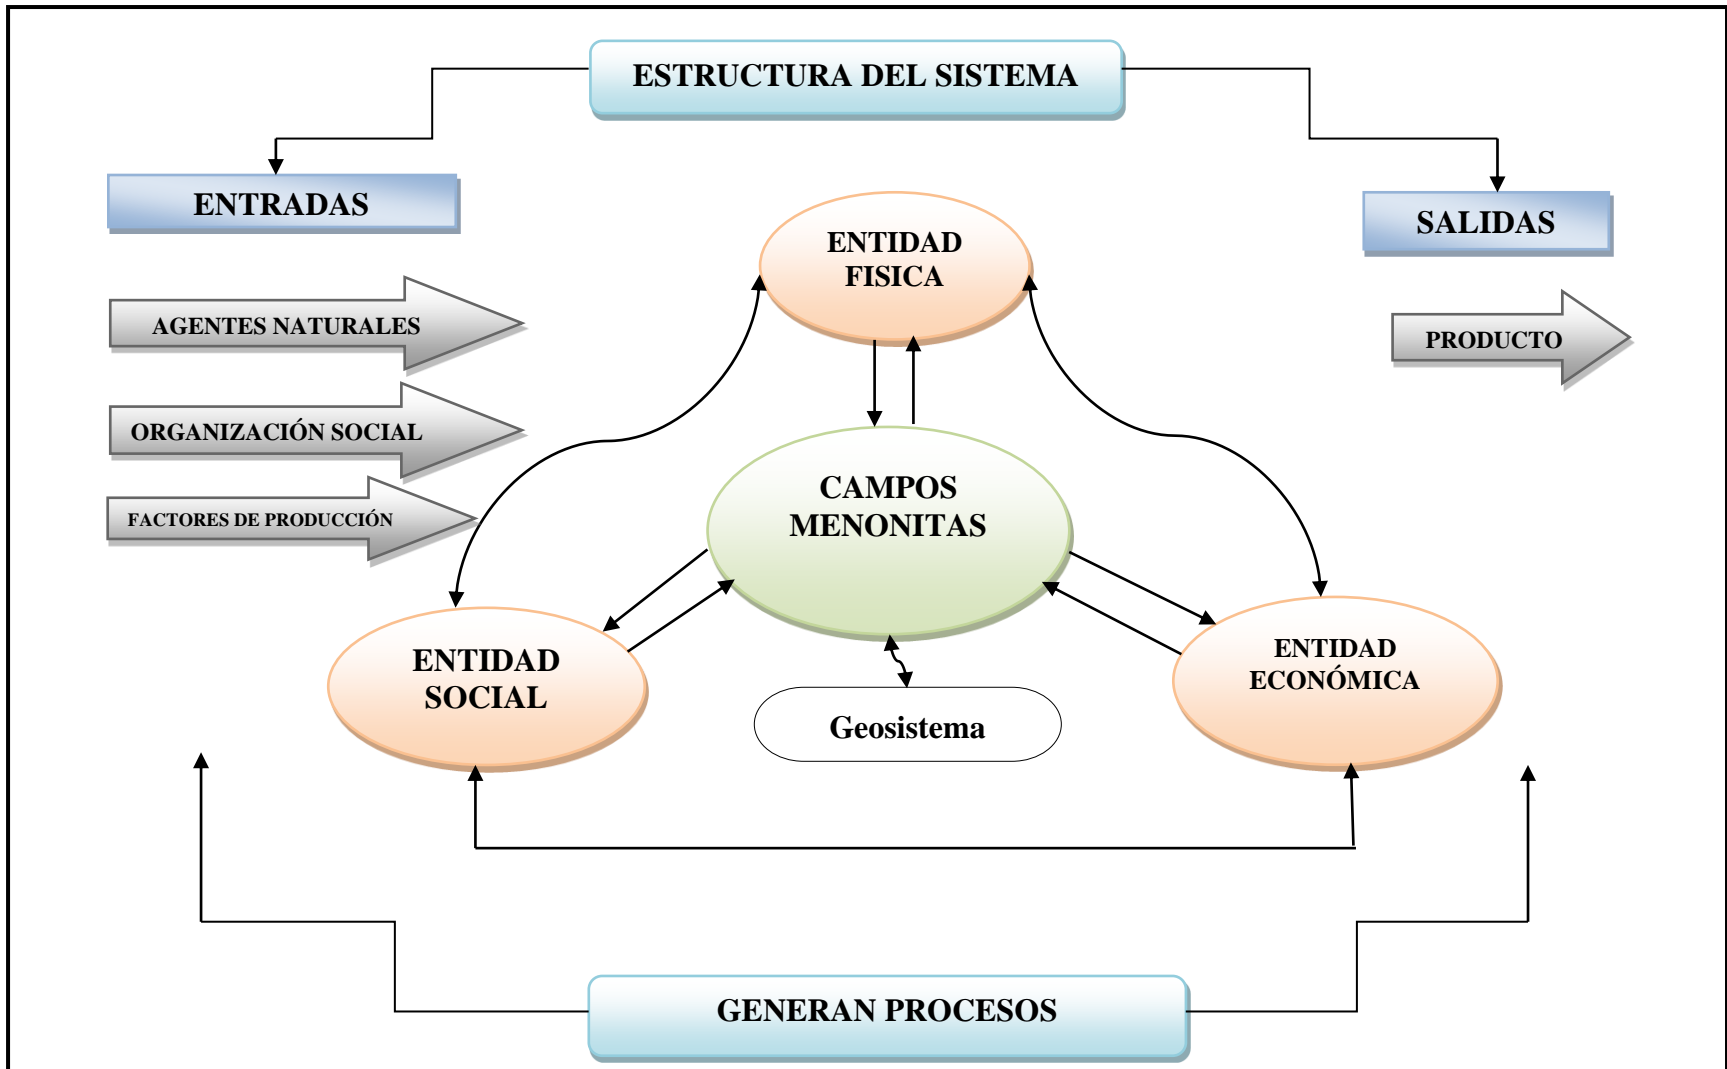 ESTRUCTURA DEL SISTEMA
ENTRADAS
SALIDAS
ENTIDAD
FISICA
AGENTES NATURALES
PRODUCTO
ORGANIZACIÓN SOCIAL
CAMPOS
MENONITAS
FACTORES DE PRODUCCIÓN
ENTIDAD
SOCIAL
ENTIDAD
ECONÓMICA
Geosistema
GENERAN PROCESOS